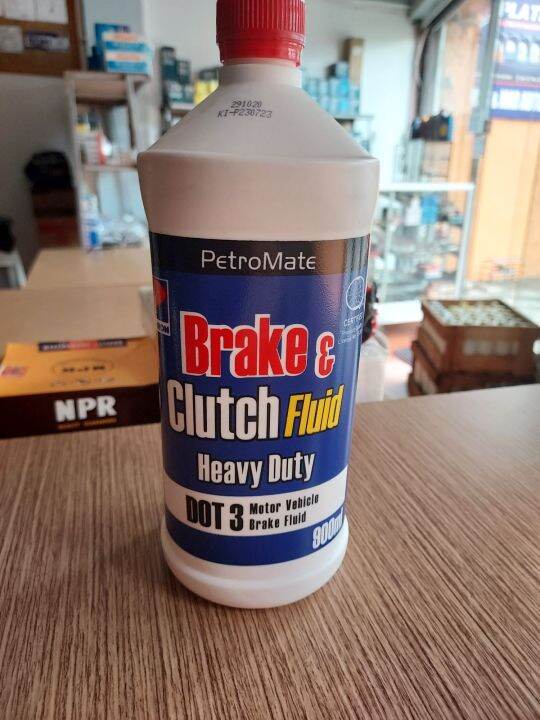 291020
KI-P230723
PetroMate
Brake &
Clutch Fluid
Heavy Duty
DOT 3 Motor Vehicle
Brake Fluid
900ml
NPR